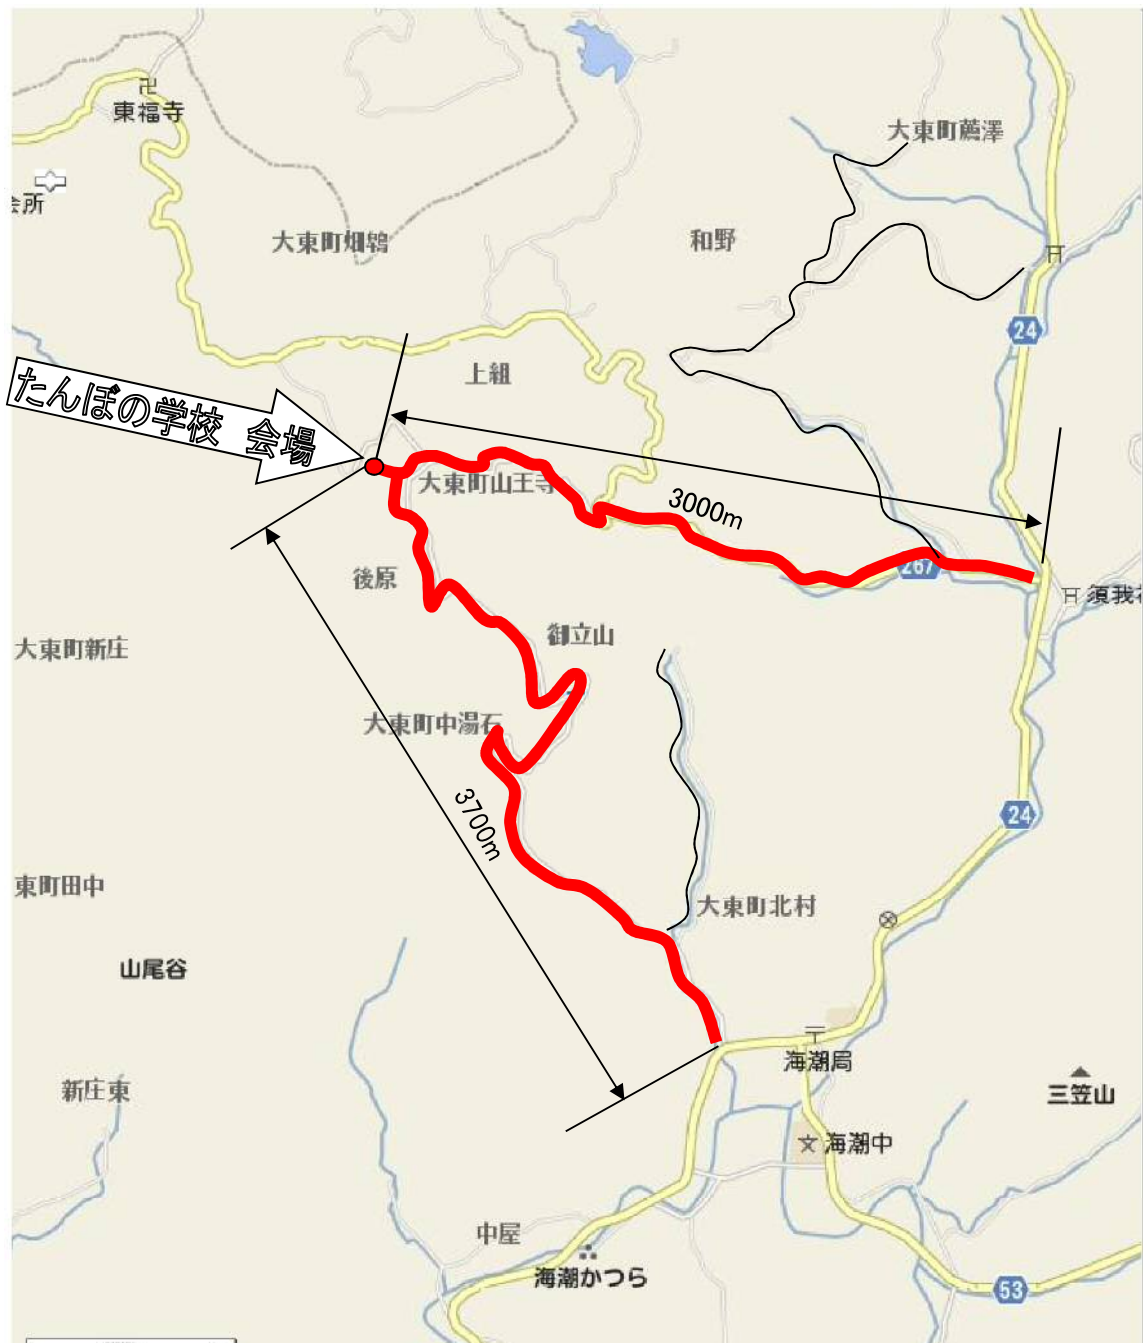 東福寺
大東町薦澤
会所
大東町畑鵯
和野
24
上組
たんぼの学校 会場
大東町山王寺
3000m
267
後原
須我
大東町新庄
御立山
大東町中湯石
3700m
24
東町田中
大東町北村
山尾谷
海潮局
新庄東
三笠山
海潮中
文
中屋
海潮かつら
53